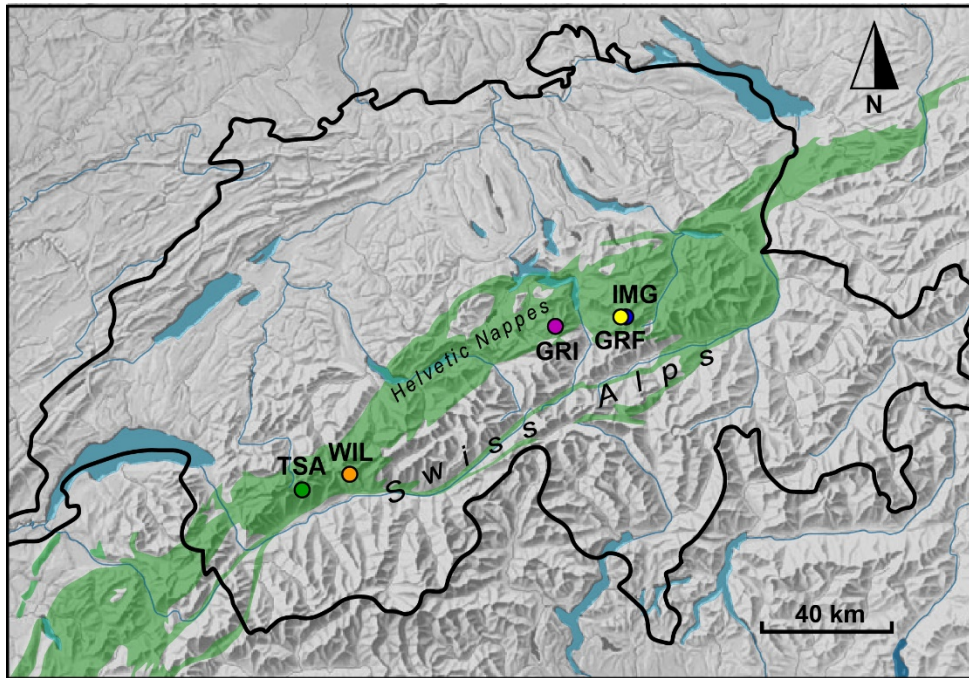 N
IMG
GRF
GRI
Helvetic Nappes
Swiss Alps
WIL
TSA
40 km